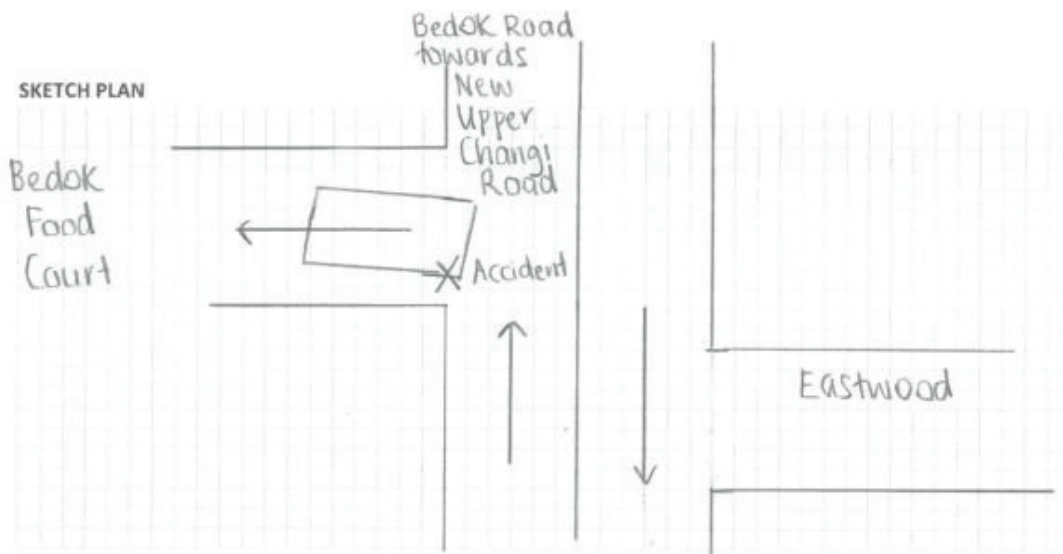 BedOK Road
towards
New
Upper
Changi
Road
SKETCH PLAN
Bedok
Food
Court
Accident
Eastwood